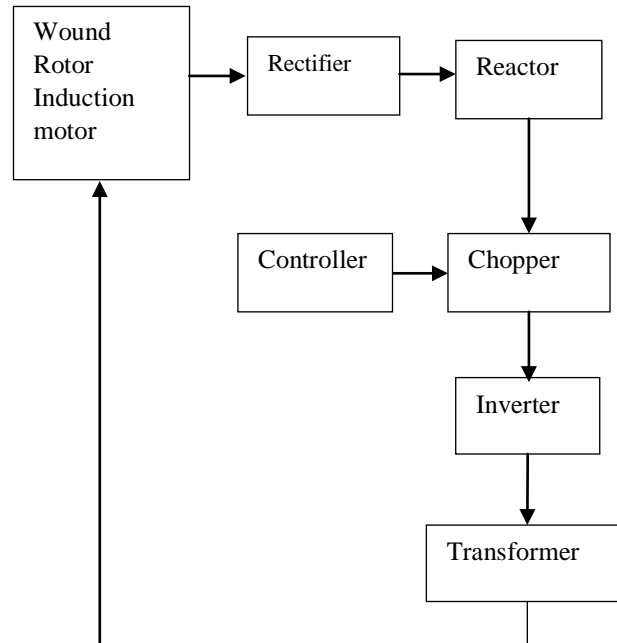 Wound
Rotor
Induction
motor
Rectifier
Reactor
Controller
Chopper
Inverter
Transformer